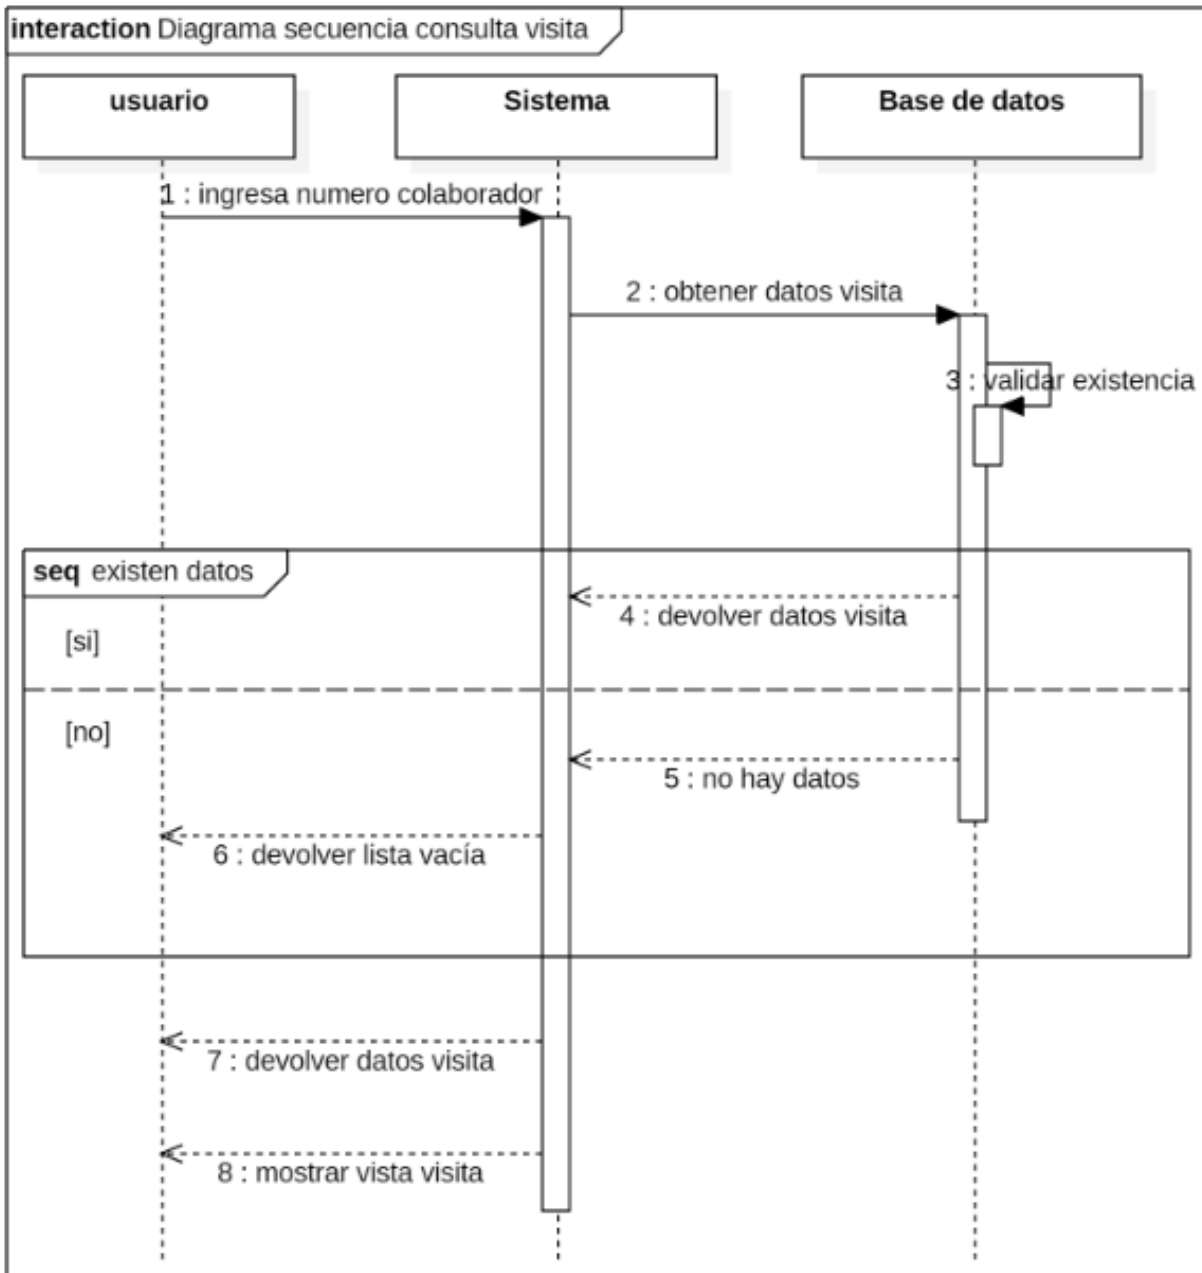 interaction Diagrama secuencia consulta visita
usuario
Sistema
Base de datos
1 : ingresa numero colaborador
2 : obtener datos visita
3 : validar existencia
seq existen datos
4 : devolver datos visita
[si]
[no]
5 : no hay datos
6 : devolver lista vacía
7 : devolver datos visita
8 : mostrar vista visita